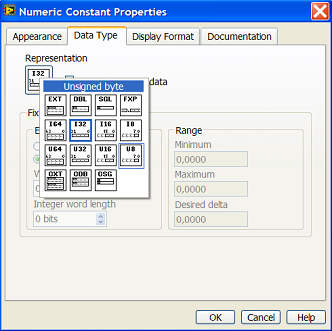 Numeric Constant Properties
Appearance
Data Type
Display Format
Documentation
Representation
I32
data
Unsigned byte
EXT DBL SGL FXP
I64 I32 I16 I8
U64 U32 U16 U8
CXT CDB CSG
Range
Minimum
0,0000
Maximum
0,0000
Integer word length
Desired delta
0 bits
0,0000
OK
Cancel
Help